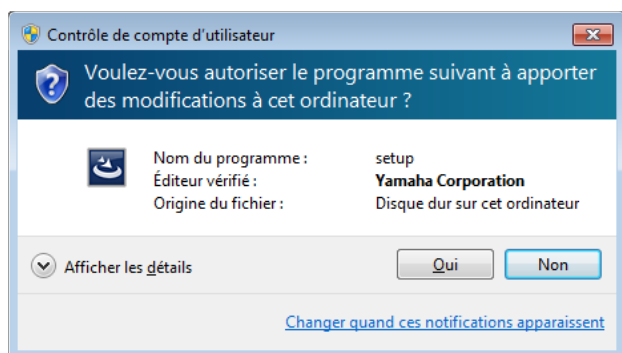 Contrôle de compte d'utilisateur
Voulez-vous autoriser le programme suivant à apporter
des modifications à cet ordinateur ?
Nom du programme : setup
Éditeur vérifié : Yamaha Corporation
Origine du fichier : Disque dur sur cet ordinateur
Afficher les détails Oui Non
Changer quand ces notifications apparaissent